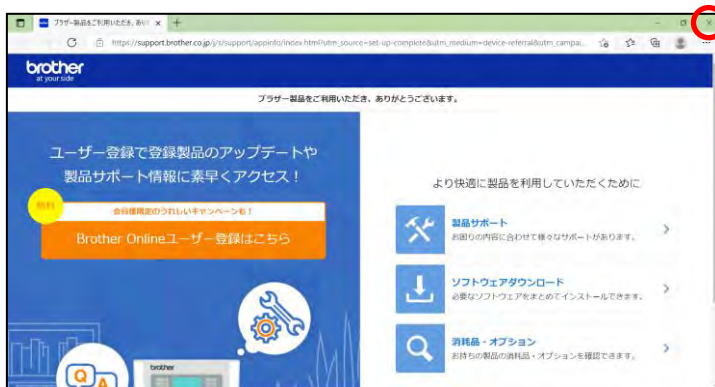 ブラザー製品をご利用いただき、あり
https://support.brother.co.jp/j/s/support/appinfo/index.html?utm_source=set-up-complete&utm_medium=device-referral&utm_campai...
brother
at your side
ブラザー製品をご利用いただき、ありがとうございます。
ユーザー登録で登録製品のアップデートや
製品サポート情報に素早くアクセス！
無料
会員様限定のうれしいキャンペーンも！
Brother Onlineユーザー登録はこちら
より快適に製品を利用していただくために
製品サポート
お困りの内容に合わせて様々なサポートがあります。
ソフトウェアダウンロード
必要なソフトウェアをまとめてインストールできます。
消耗品・オプション
お持ちの製品の消耗品・オプションを確認できます。
Q
A
brother